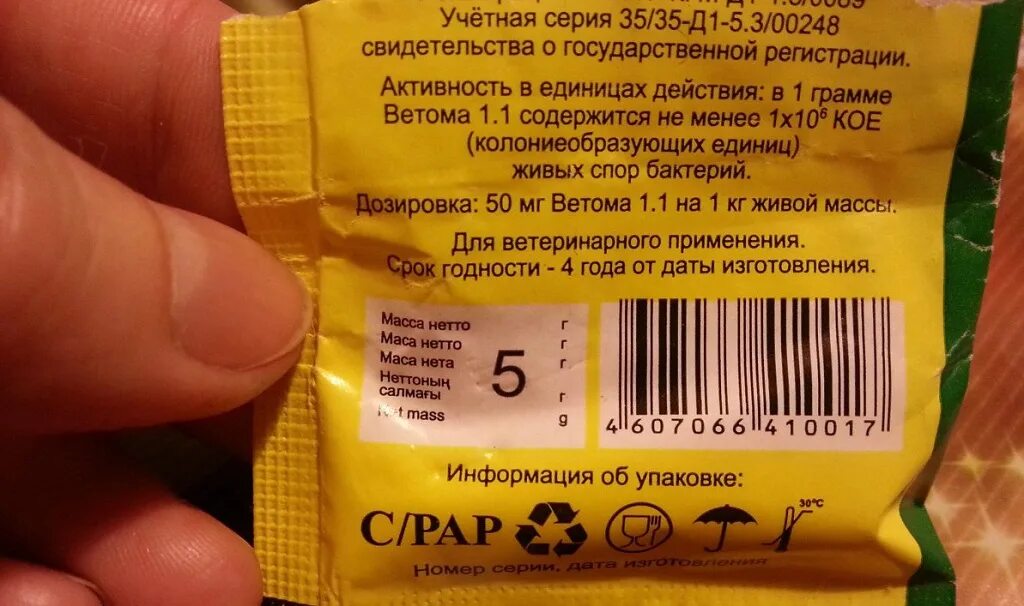 Учётная серия 35/35-Д1-5.3/00248
свидетельства о государственной регистрации.
Активность в единицах действия: в 1 грамме
Ветома 1.1 содержится не менее 1х10⁶ КОЕ
(колониеобразующих единиц)
живых спор бактерий.
Дозировка: 50 мг Ветома 1.1 на 1 кг живой массы.
Для ветеринарного применения.
Срок годности - 4 года от даты изготовления.
Масса нетто г
Маса нетто г
Маса нета г
Неттоның
салмағы г
Net mass g
5
4 607066 410017
Информация об упаковке:
C/PAP
30°C
Номер серии, дата изготовления